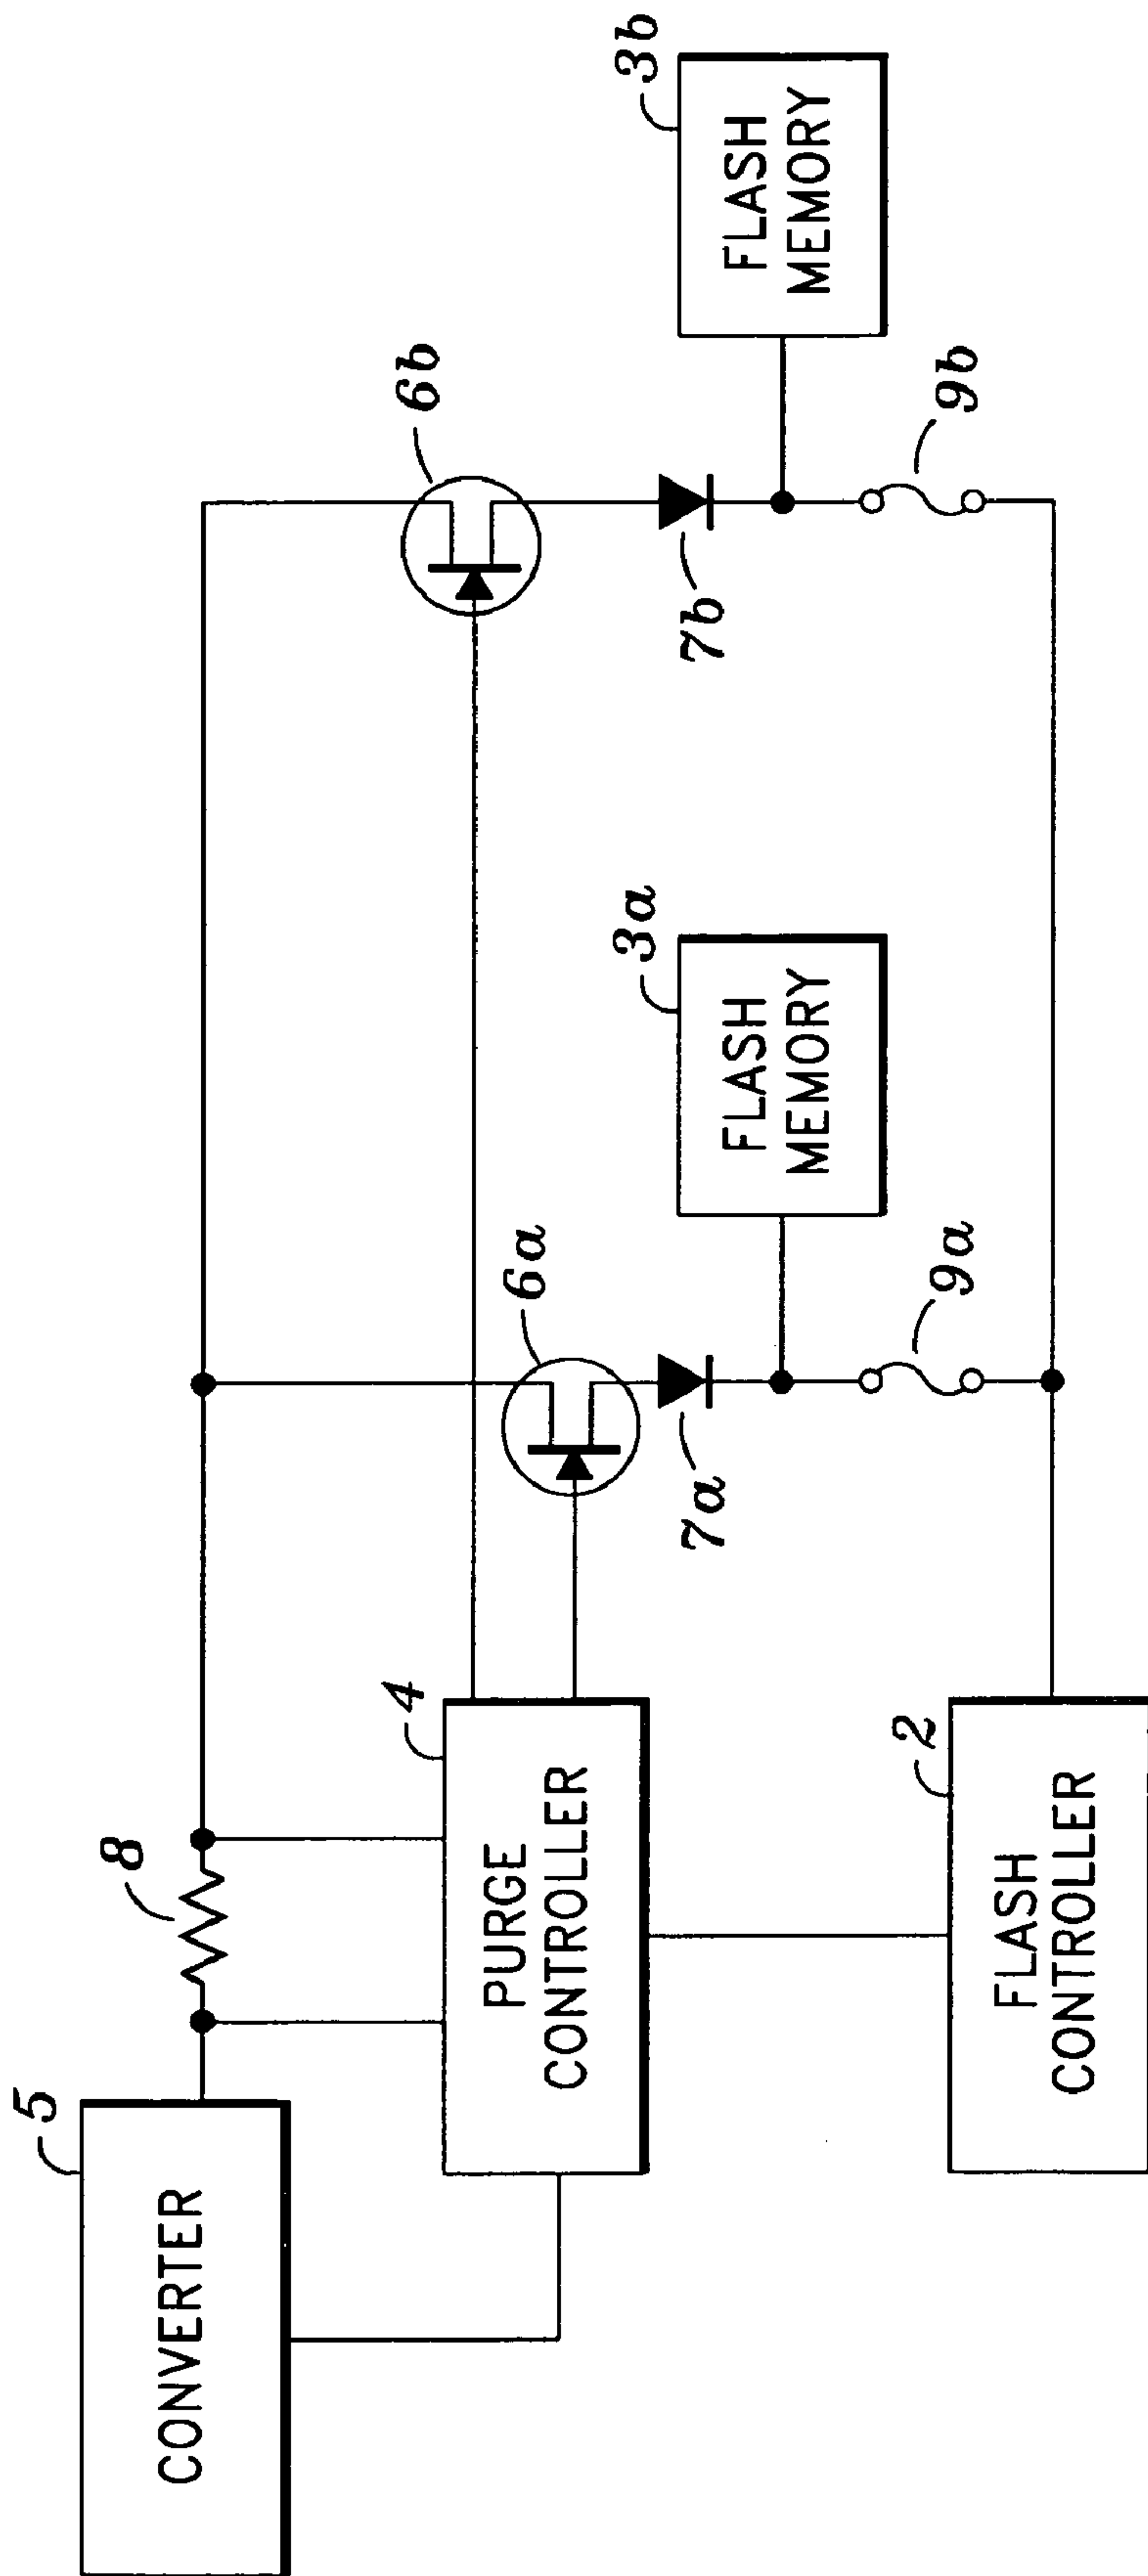 5
CONVERTER
8
4
PURGE
CONTROLLER
2
FLASH
CONTROLLER
6a
7a
3a
FLASH
MEMORY
9a
6b
7b
3b
FLASH
MEMORY
9b